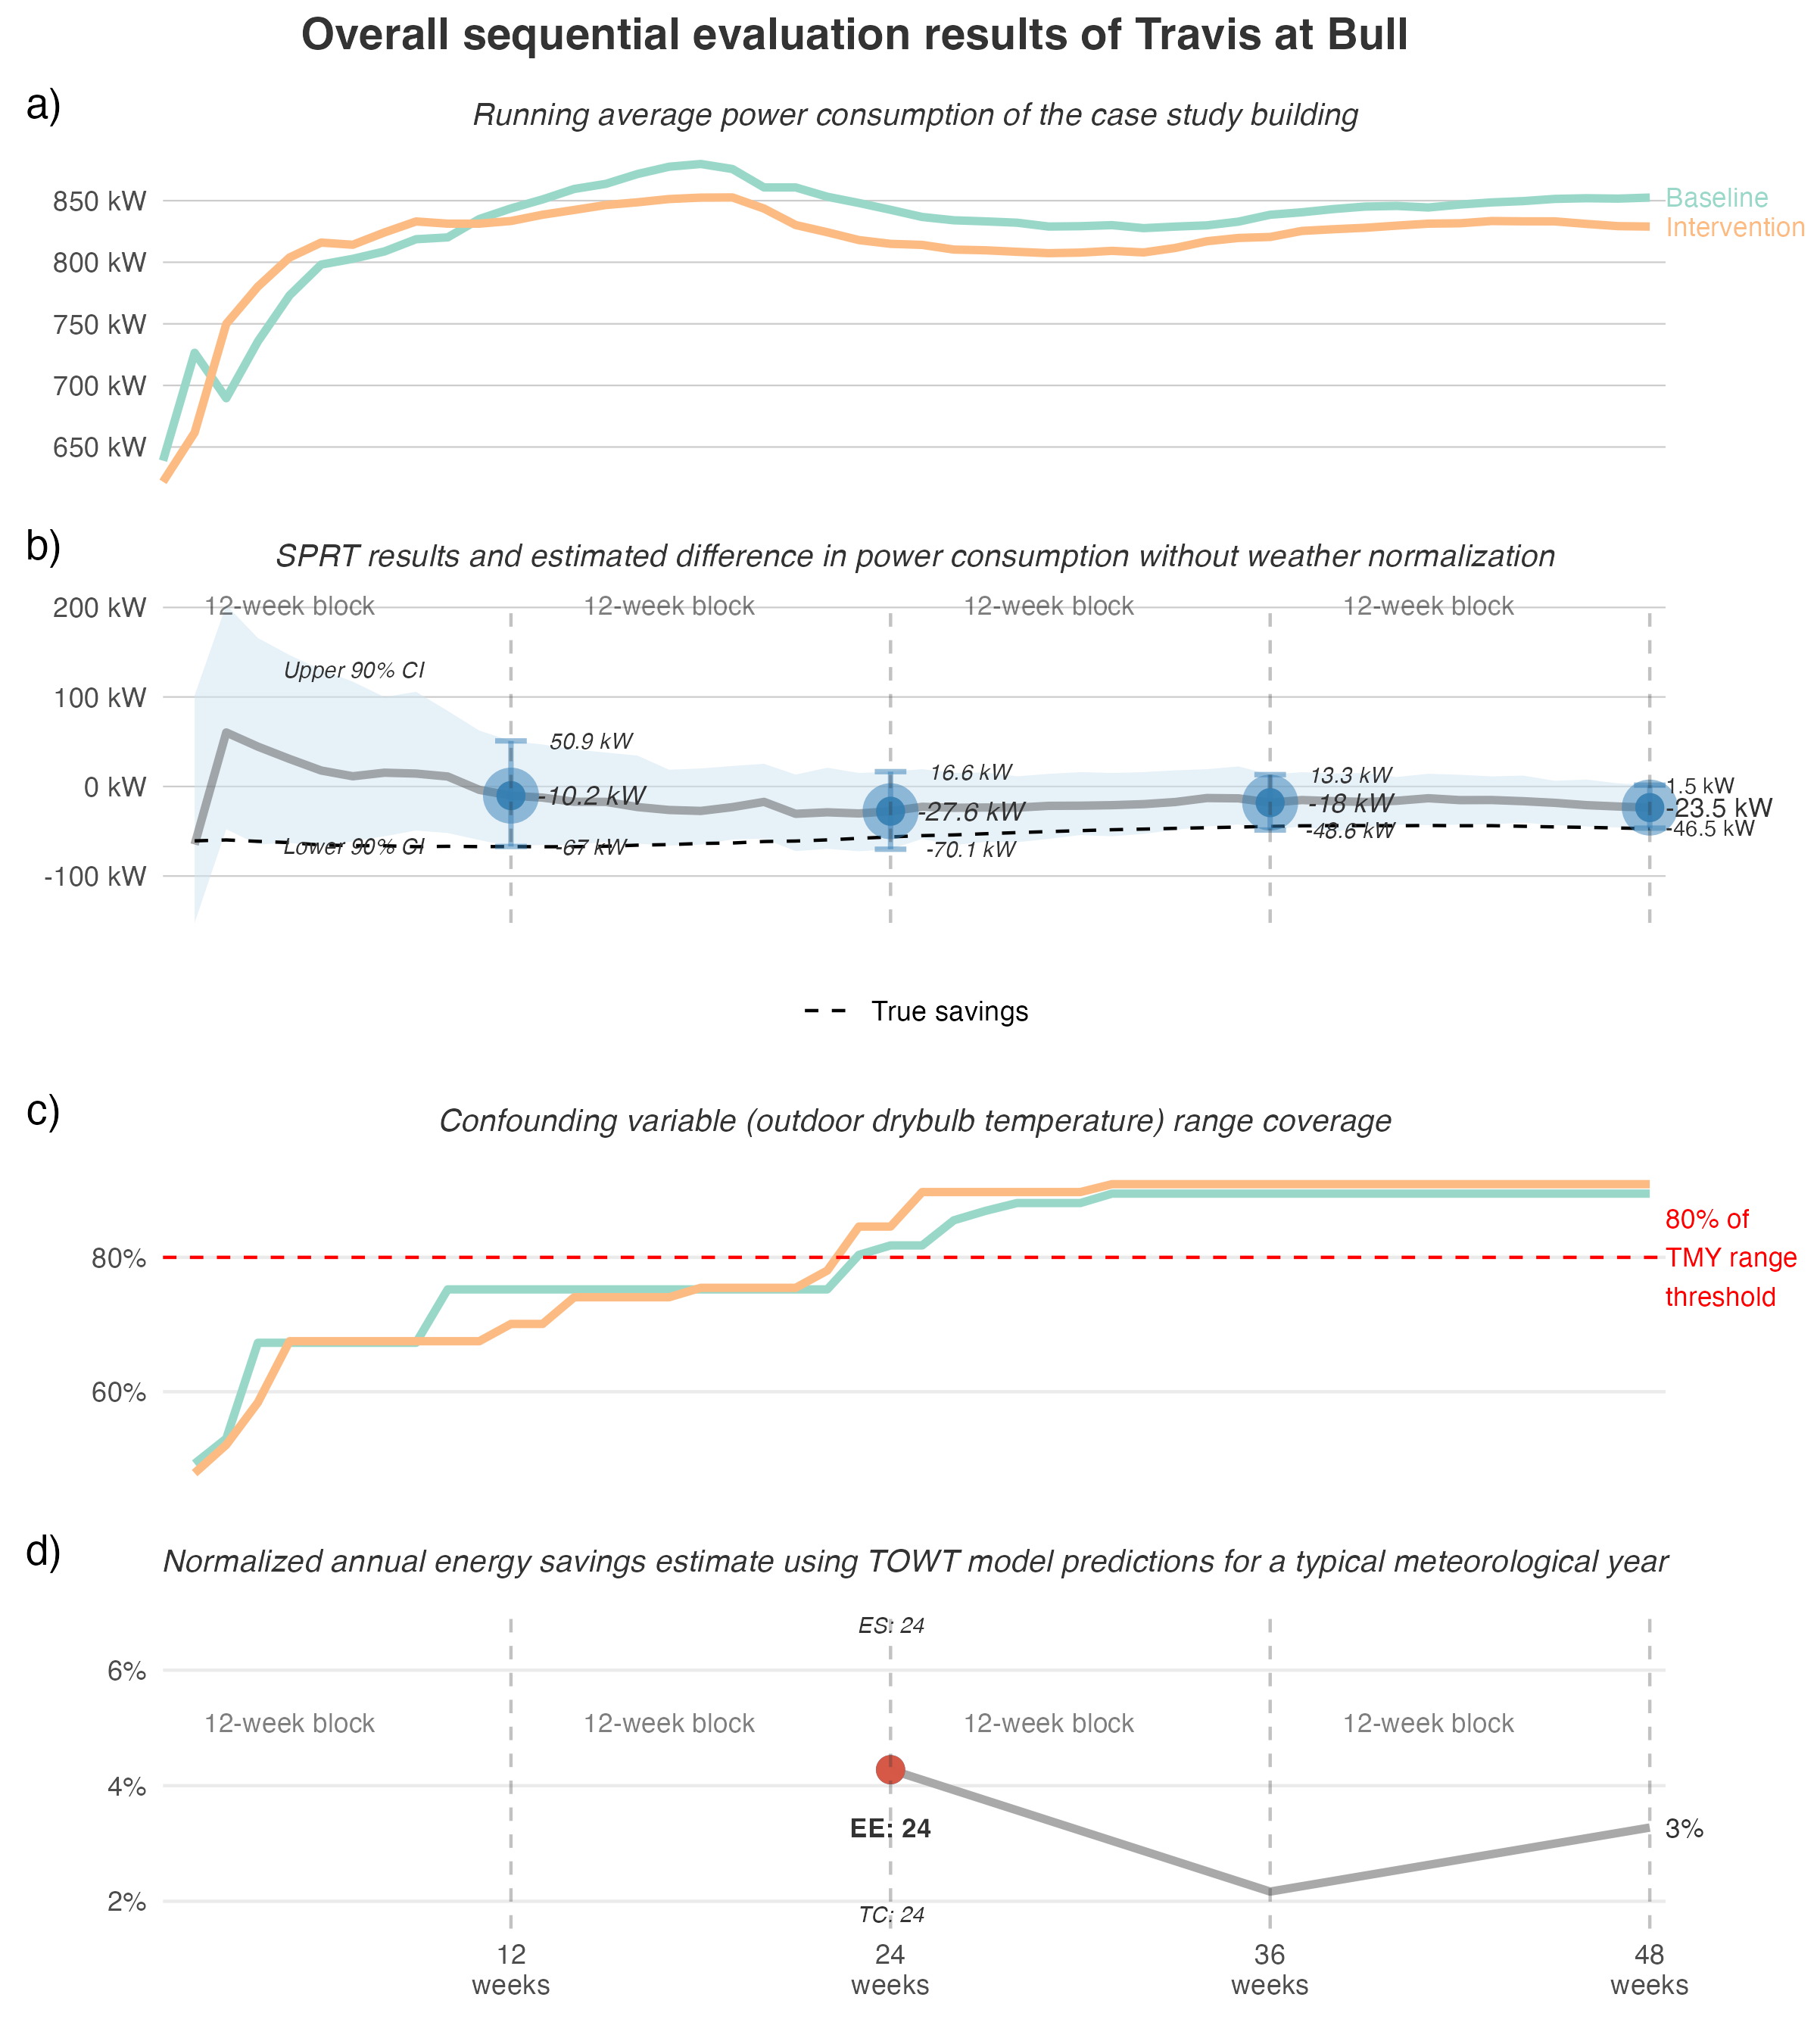 Overall sequential evaluation results of Travis at Bull
a)
Running average power consumption of the case study building
850 kW
800 kW
750 kW
700 kW
650 kW
Baseline
Intervention
b)
SPRT results and estimated difference in power consumption without weather normalization
200 kW
100 kW
0 kW
-100 kW
12-week block
12-week block
12-week block
12-week block
Upper 90% CI
Lower 90% CI
50.9 kW
-10.2 kW
-67 kW
16.6 kW
-27.6 kW
-70.1 kW
13.3 kW
-18 kW
-48.6 kW
1.5 kW
-23.5 kW
-46.5 kW
True savings
c)
Confounding variable (outdoor drybulb temperature) range coverage
80%
60%
80% of
TMY range
threshold
d)
Normalized annual energy savings estimate using TOWT model predictions for a typical meteorological year
ES: 24
6%
12-week block
12-week block
12-week block
12-week block
4%
EE: 24
3%
2%
TC: 24
12
weeks
24
weeks
36
weeks
48
weeks